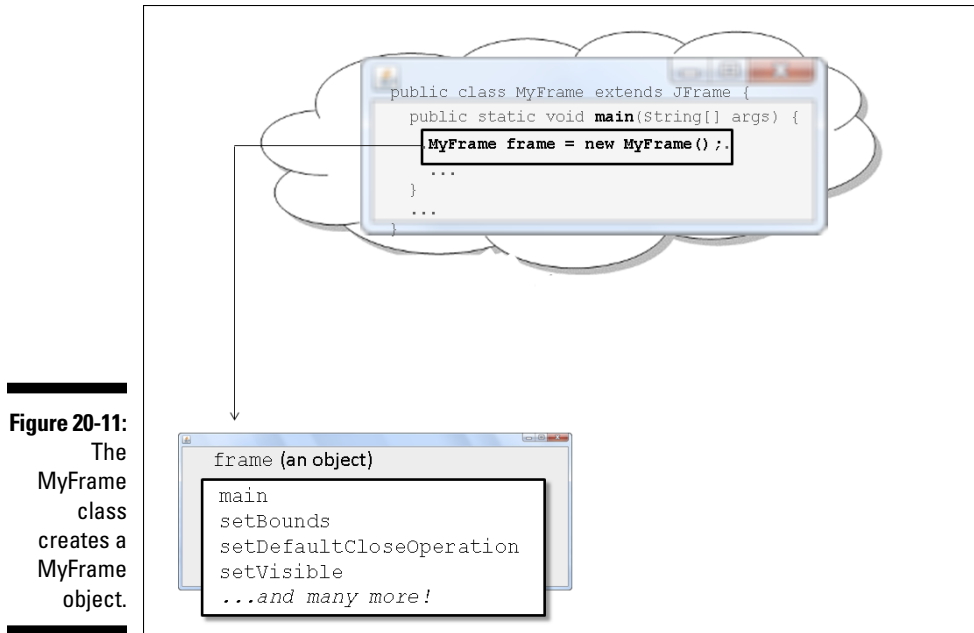 public class MyFrame extends JFrame {
public static void main(String[] args) {
MyFrame frame = new MyFrame();
...
}
...
}
Figure 20-11:
The
MyFrame
class
creates a
MyFrame
object.
frame (an object)
main
setBounds
setDefaultCloseOperation
setVisible
...and many more!